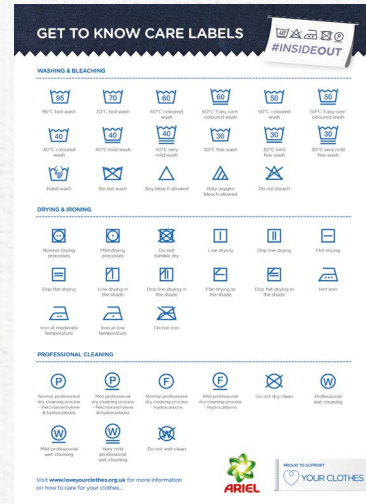 GET TO KNOW CARE LABELS
#INSIDEOUT
WASHING & BLEACHING
95 70 60 60 50 50
95°C boil wash
70°C boil wash
60°C coloured
wash
60°C 'Easy care'
coloured wash
50°C coloured
wash
50°C 'Easy care'
coloured wash
40 40 40 30 30 30
40°C coloured
wash
40°C mild wash
40°C very
mild wash
30°C fine wash
30°C mild
fine wash
30°C very mild
fine wash
Hand wash
Do not wash
Any bleach allowed
Only oxygen
bleach allowed
Do not bleach
DRYING & IRONING
Normal drying
processes
Mild drying
processes
Do not
tumble dry
Line drying
Drip line drying
Flat drying
Drip flat drying
Line drying in
the shade
Drip line drying in
the shade
Flat drying in
the shade
Drip flat drying in
the shade
Hot iron
Iron at moderate
temperature
Iron at low
temperature
Do not iron
PROFESSIONAL CLEANING
P P F F W
Normal professional
dry cleaning process
- Perchloroethylene
& hydrocarbons
Mild professional
dry cleaning process
- Perchloroethylene
& hydrocarbons
Normal professional
dry cleaning process
- Hydrocarbons
Mild professional
dry cleaning process
- Hydrocarbons
Do not dry clean
Professional
wet cleaning
W W W
Mild professional
wet cleaning
Very mild
professional
wet cleaning
Do not wet clean
Visit www.loveyourclothes.org.uk for more information
on how to care for your clothes...
ARIEL
PROUD TO SUPPORT
YOUR CLOTHES